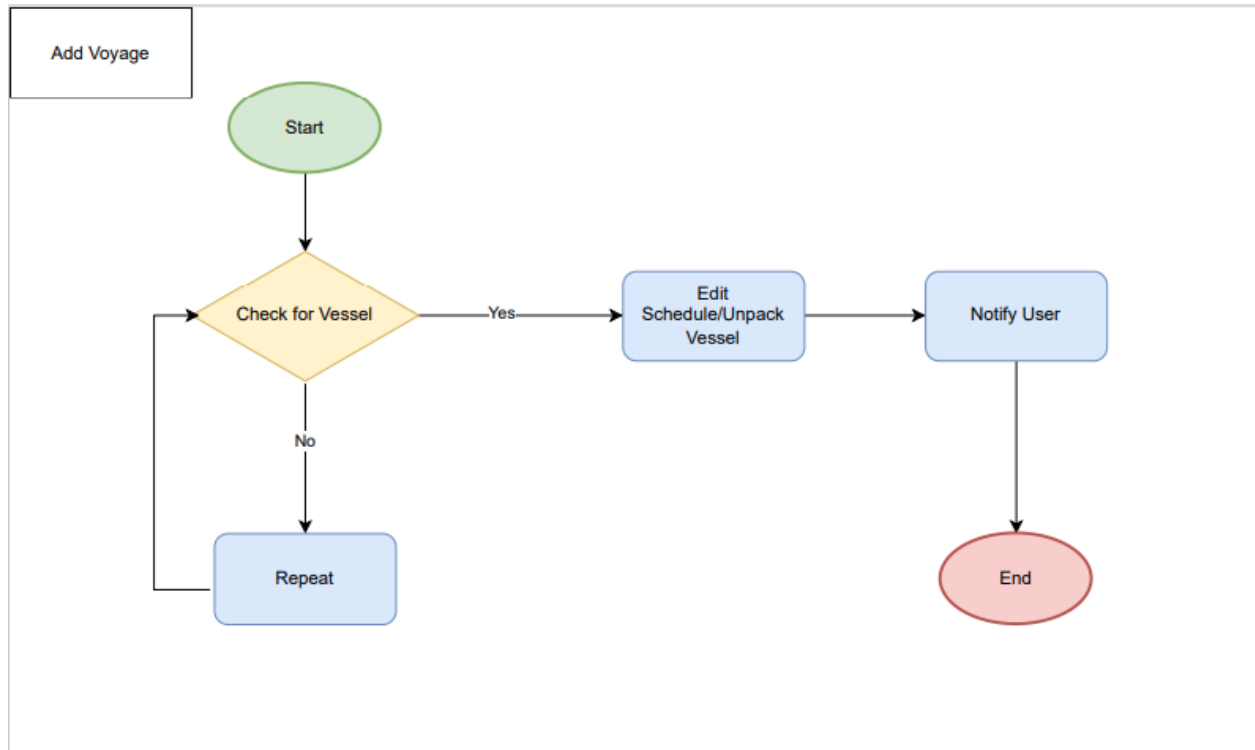 Add Voyage
Start
Check for Vessel
Yes
Edit
Schedule/Unpack
Vessel
Notify User
No
Repeat
End